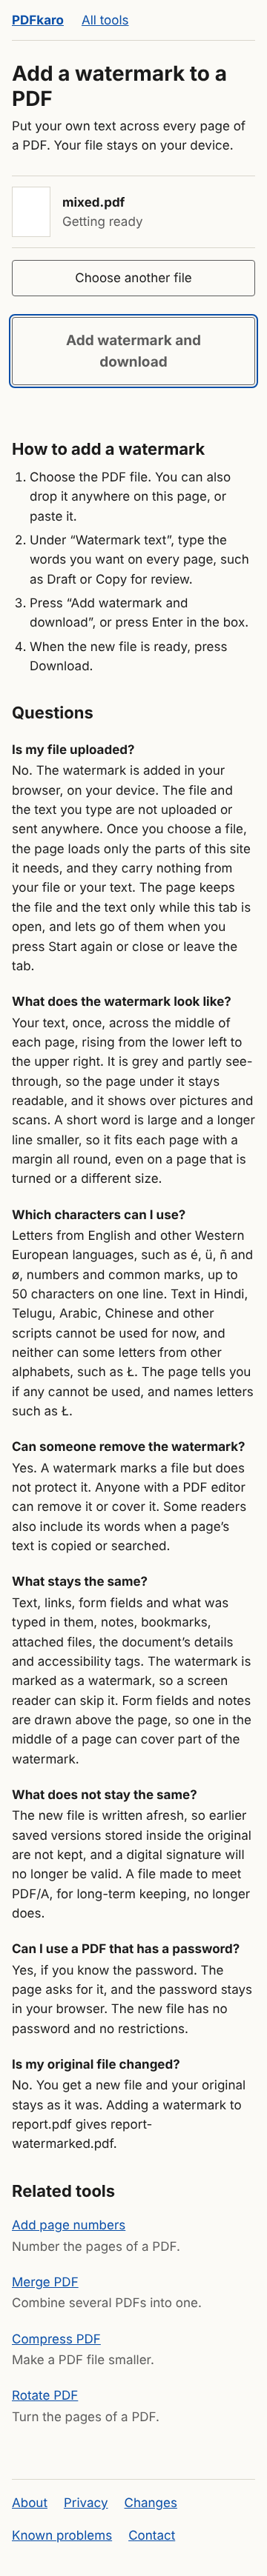 PDFkaro All tools
Add a watermark to a
PDF
Put your own text across every page of
a PDF. Your file stays on your device.
mixed.pdf
Getting ready
Choose another file
Add watermark and
download
How to add a watermark
1. Choose the PDF file. You can also
drop it anywhere on this page, or
paste it.
2. Under “Watermark text”, type the
words you want on every page, such
as Draft or Copy for review.
3. Press “Add watermark and
download”, or press Enter in the box.
4. When the new file is ready, press
Download.
Questions
Is my file uploaded?
No. The watermark is added in your
browser, on your device. The file and
the text you type are not uploaded or
sent anywhere. Once you choose a file,
the page loads only the parts of this site
it needs, and they carry nothing from
your file or your text. The page keeps
the file and the text only while this tab is
open, and lets go of them when you
press Start again or close or leave the
tab.
What does the watermark look like?
Your text, once, across the middle of
each page, rising from the lower left to
the upper right. It is grey and partly see-
through, so the page under it stays
readable, and it shows over pictures and
scans. A short word is large and a longer
line smaller, so it fits each page with a
margin all round, even on a page that is
turned or a different size.
Which characters can I use?
Letters from English and other Western
European languages, such as é, ü, ñ and
ø, numbers and common marks, up to
50 characters on one line. Text in Hindi,
Telugu, Arabic, Chinese and other
scripts cannot be used for now, and
neither can some letters from other
alphabets, such as Ł. The page tells you
if any cannot be used, and names letters
such as Ł.
Can someone remove the watermark?
Yes. A watermark marks a file but does
not protect it. Anyone with a PDF editor
can remove it or cover it. Some readers
also include its words when a page’s
text is copied or searched.
What stays the same?
Text, links, form fields and what was
typed in them, notes, bookmarks,
attached files, the document’s details
and accessibility tags. The watermark is
marked as a watermark, so a screen
reader can skip it. Form fields and notes
are drawn above the page, so one in the
middle of a page can cover part of the
watermark.
What does not stay the same?
The new file is written afresh, so earlier
saved versions stored inside the original
are not kept, and a digital signature will
no longer be valid. A file made to meet
PDF/A, for long-term keeping, no longer
does.
Can I use a PDF that has a password?
Yes, if you know the password. The
page asks for it, and the password stays
in your browser. The new file has no
password and no restrictions.
Is my original file changed?
No. You get a new file and your original
stays as it was. Adding a watermark to
report.pdf gives report-
watermarked.pdf.
Related tools
Add page numbers
Number the pages of a PDF.
Merge PDF
Combine several PDFs into one.
Compress PDF
Make a PDF file smaller.
Rotate PDF
Turn the pages of a PDF.
About Privacy Changes
Known problems Contact